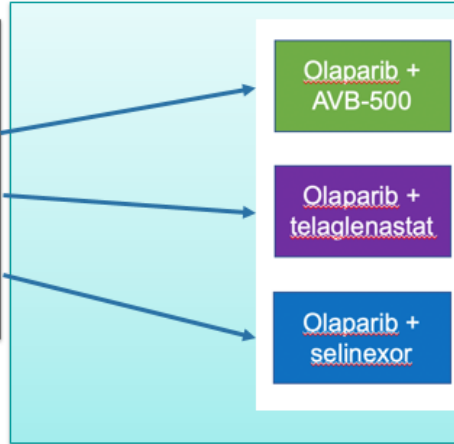 Olaparib +
AVB-500
Olaparib +
telaglenastat
Olaparib +
selinexor